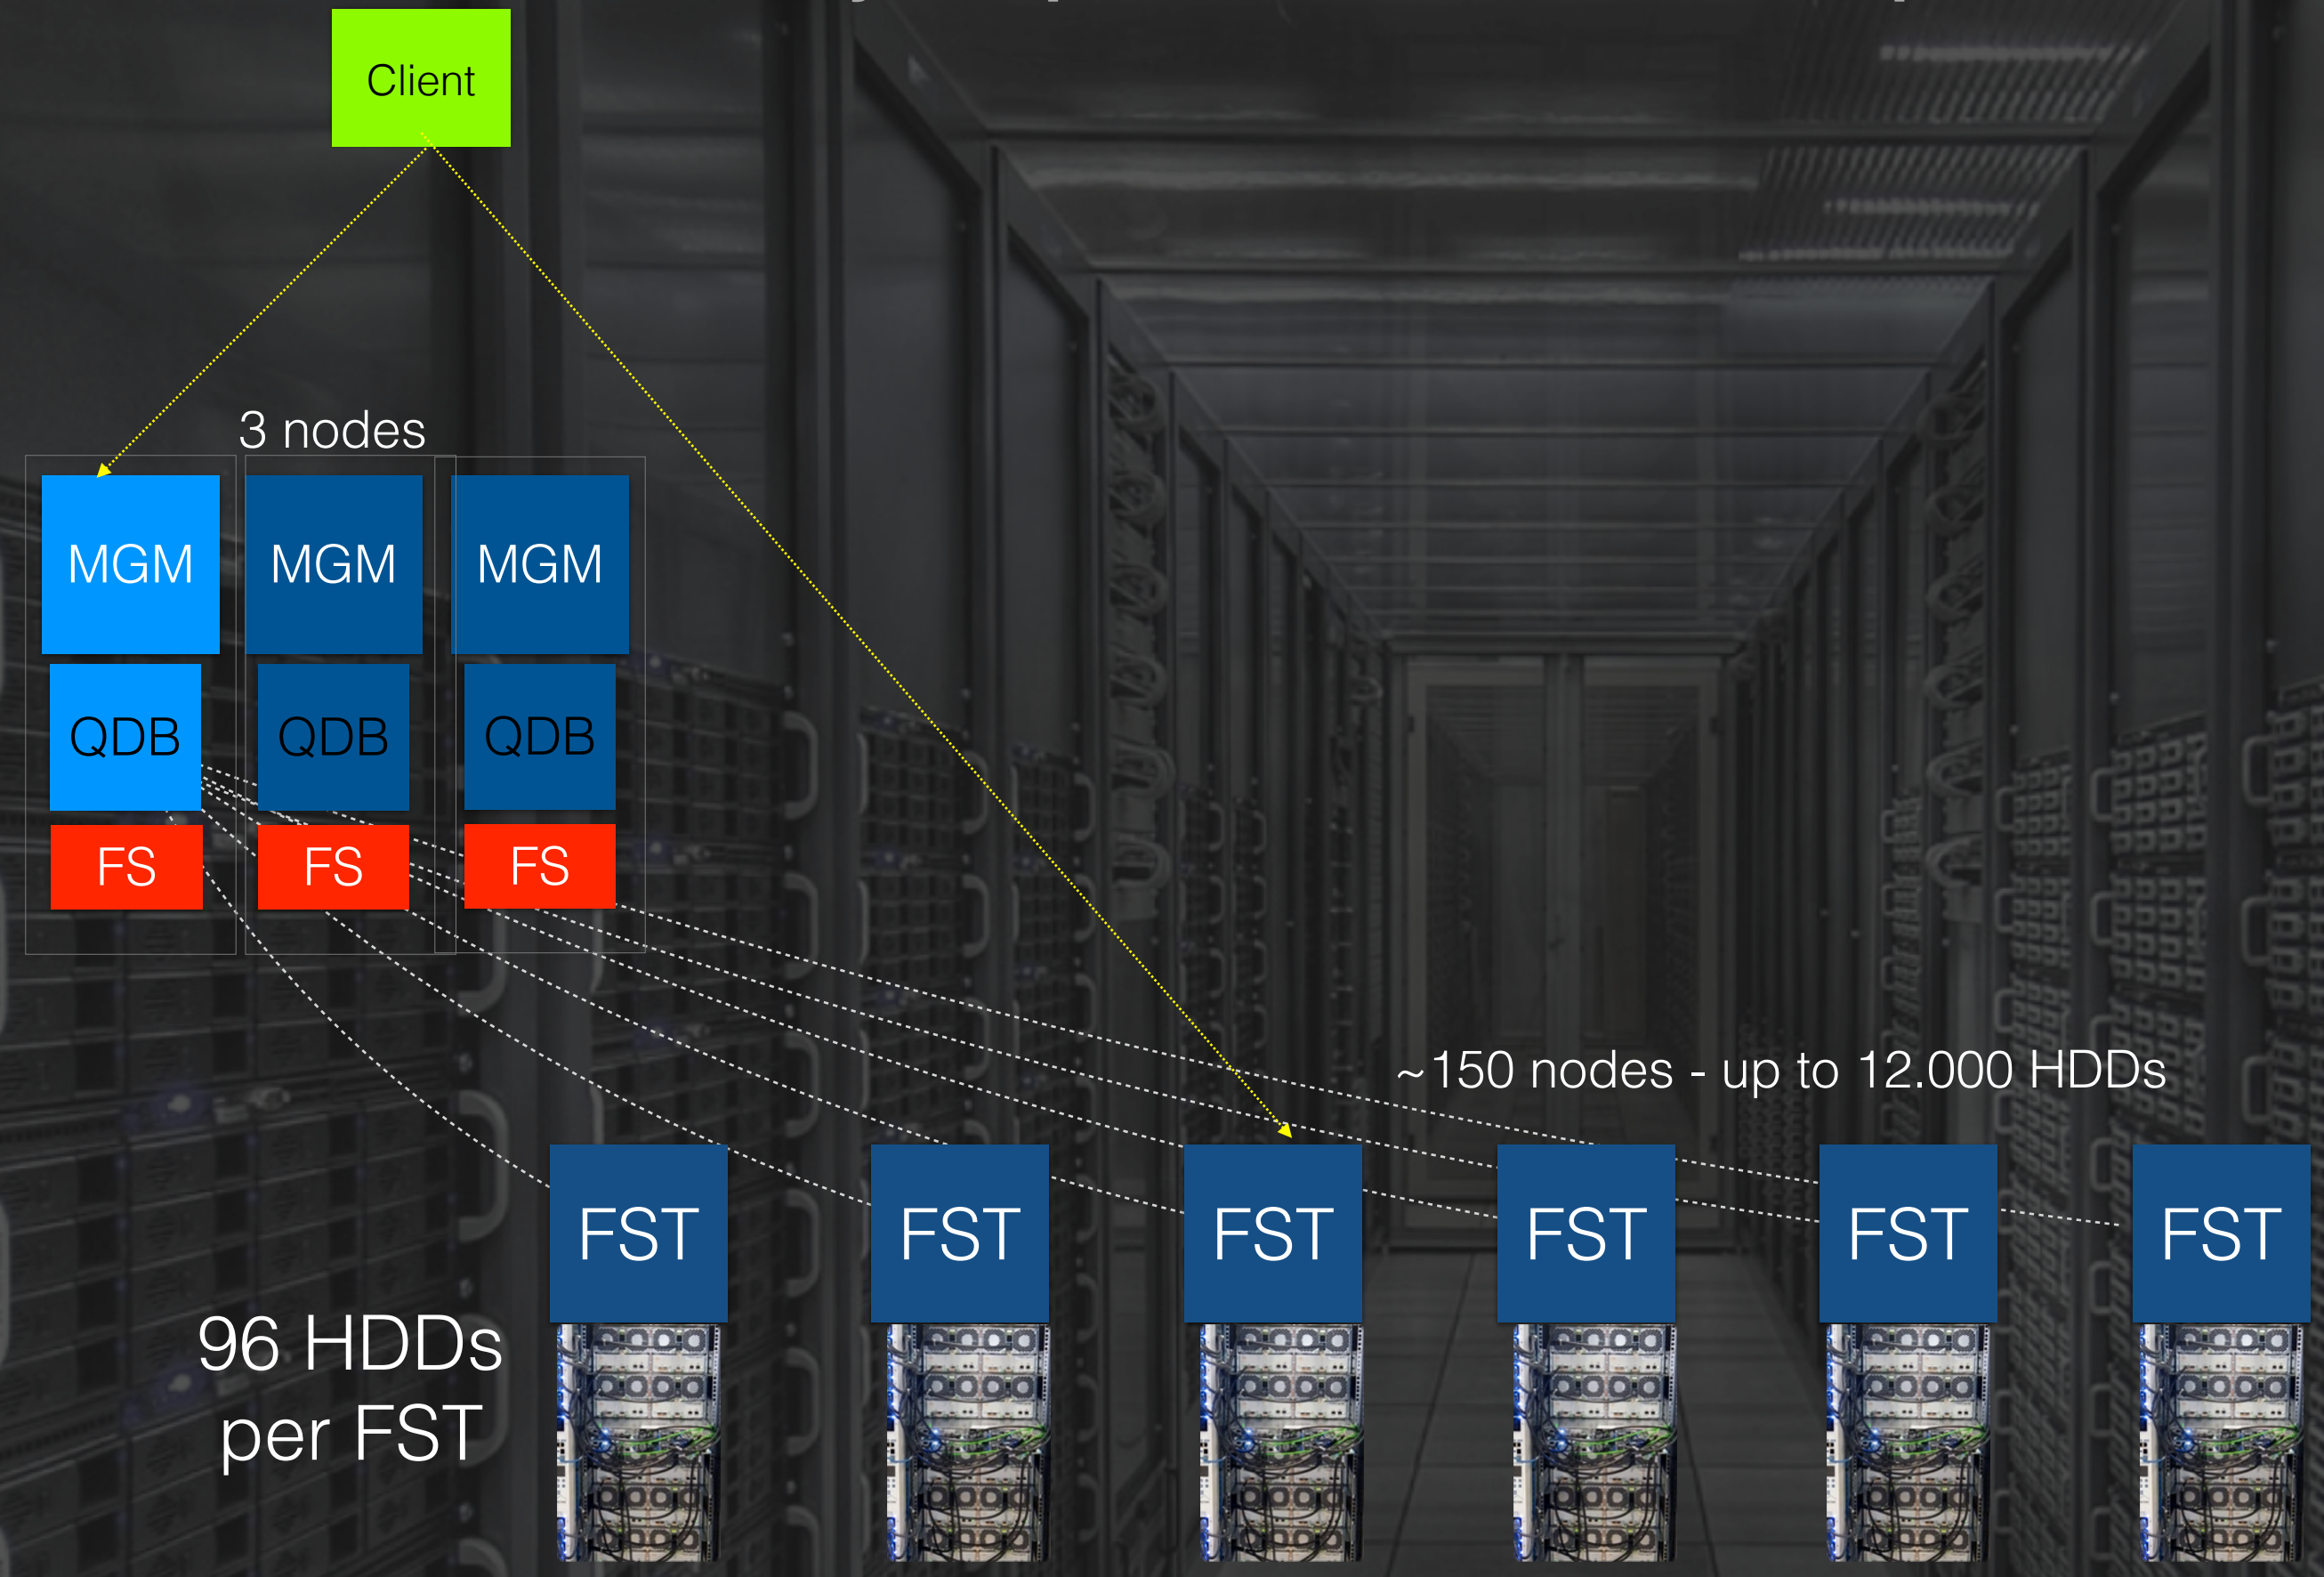 Client
3 nodes
MGM
MGM
MGM
QDB
QDB
QDB
FS
FS
FS
~150 nodes - up to 12.000 HDDs
FST
FST
FST
FST
FST
FST
96 HDDs
per FST